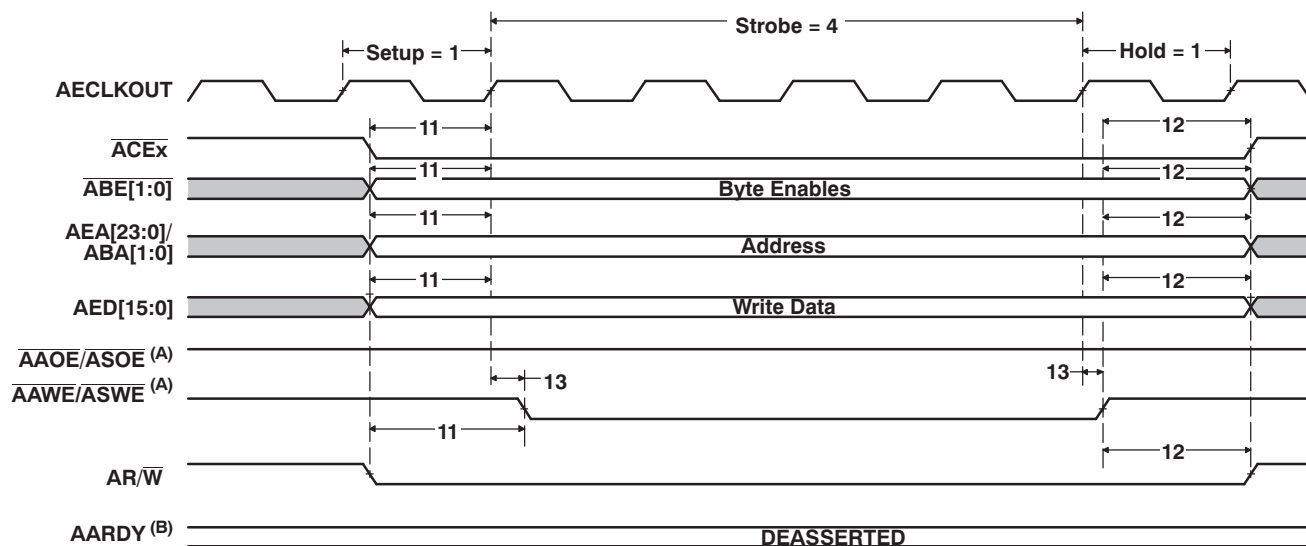 Strobe = 4
Setup = 1
Hold = 1
AECLKOUT
11
12
ACEx
11
12
ABE[1:0]
Byte Enables
11
12
AEA[23:0]/
ABA[1:0]
Address
11
12
AED[15:0]
Write Data
AAOE/ASOE (A)
13
13
AAWE/ASWE (A)
11
12
AR/W
AARDY (B)
DEASSERTED